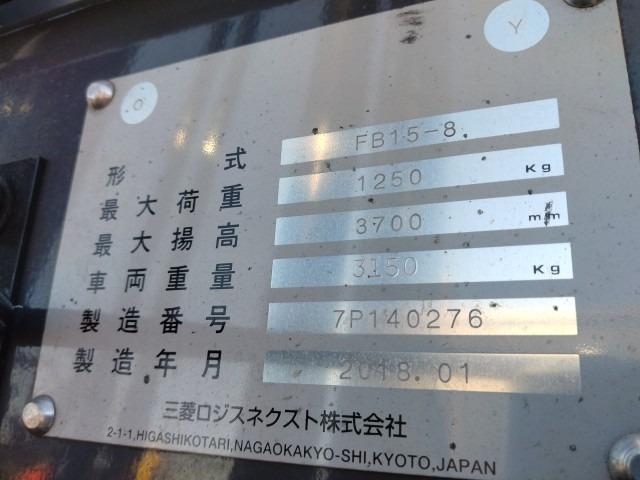 O
Y
形式 FB15-8
最大荷重 1250 Kg
最大揚高 3700 mm
車両重量 3150 Kg
製造番号 7P140276
製造年月 2018.01
三菱ロジスネクスト株式会社
2-1-1,HIGASHIKOTARI,NAGAOKAKYO-SHI,KYOTO,JAPAN